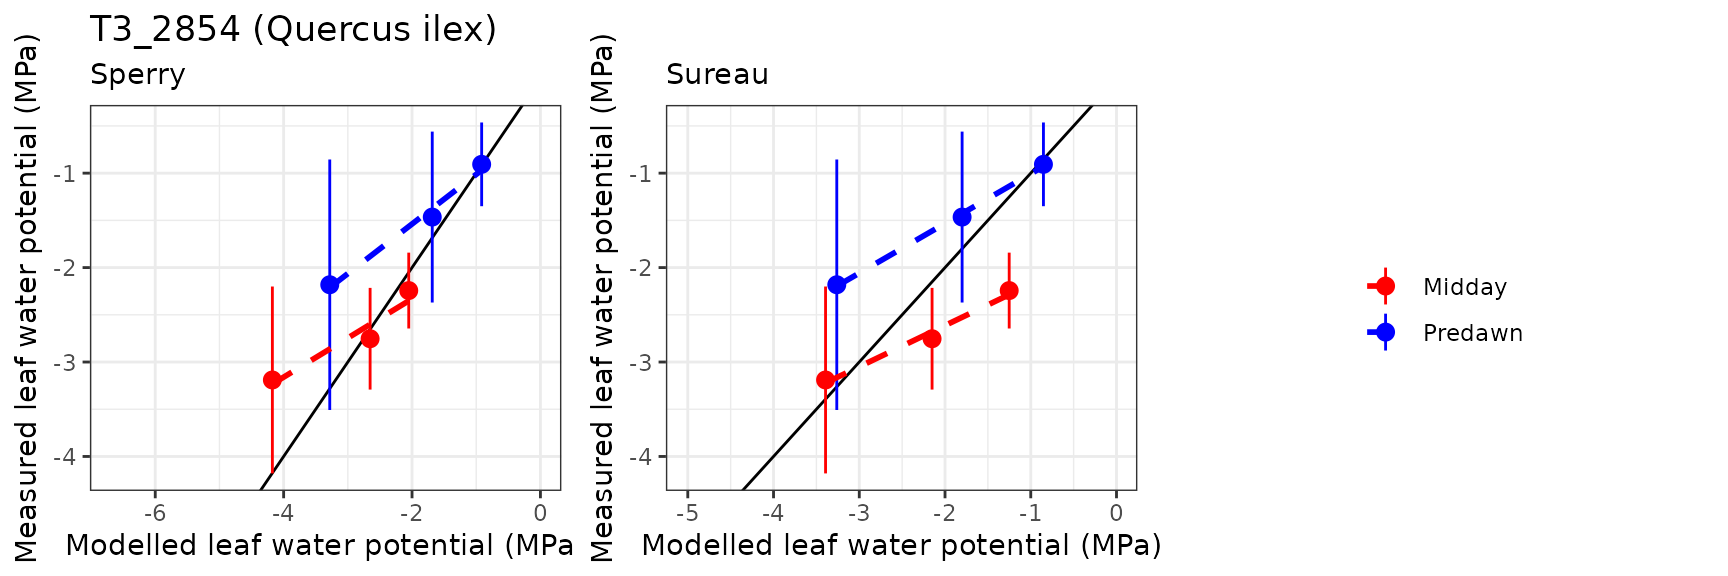 T3_2854 (Quercus ilex)
Sperry
Measured leaf water potential (MPa)
-1
-2
-3
-4
-6
-4
-2
0
Modelled leaf water potential (MPa
Sureau
Measured leaf water potential (MPa)
-1
-2
-3
-4
-5
-4
-3
-2
-1
0
Modelled leaf water potential (MPa)
Midday
Predawn